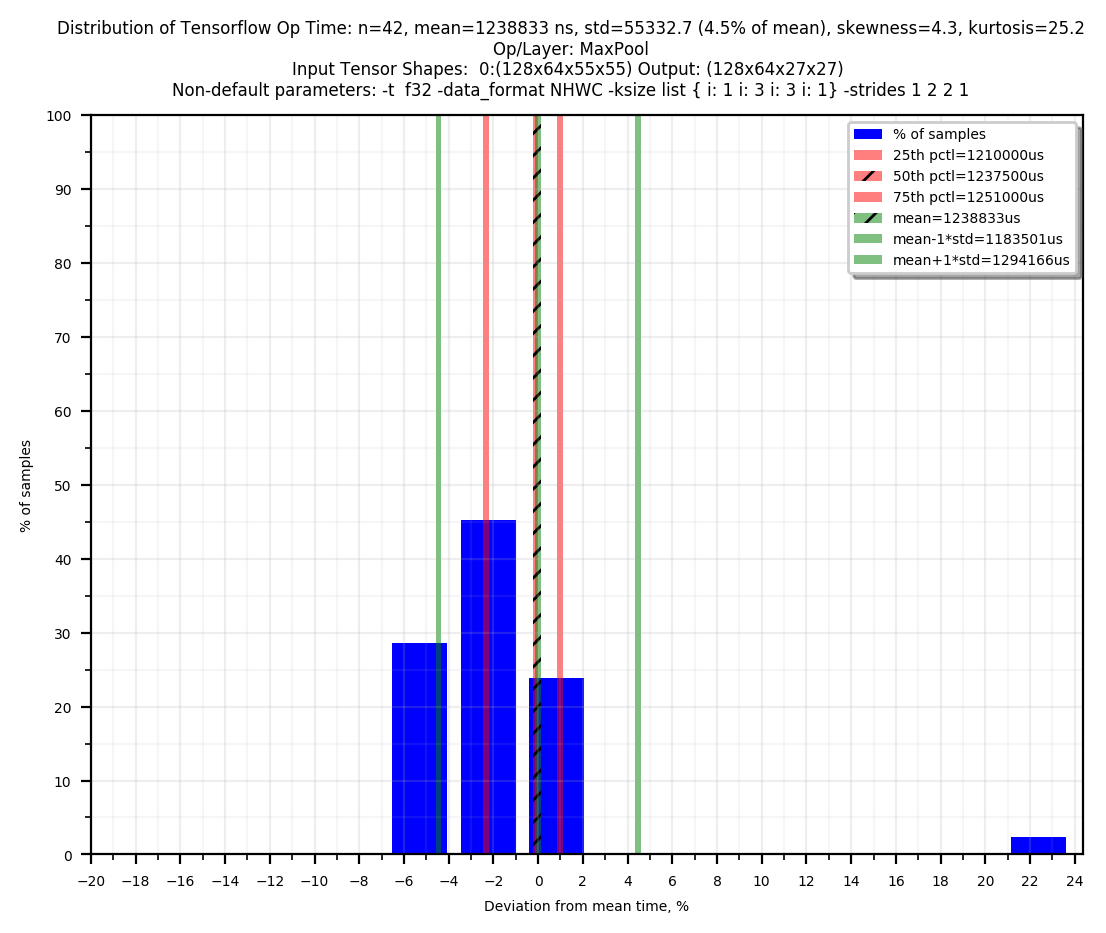 Distribution of Tensorflow Op Time: n=42, mean=1238833 ns, std=55332.7 (4.5% of mean), skewness=4.3, kurtosis=25.2
Op/Layer: MaxPool
Input Tensor Shapes:  0:(128x64x55x55) Output: (128x64x27x27)
Non-default parameters: -t  f32 -data_format NHWC -ksize list { i: 1 i: 3 i: 3 i: 1} -strides 1 2 2 1
% of samples
25th pctl=1210000us
50th pctl=1237500us
75th pctl=1251000us
mean=1238833us
mean-1*std=1183501us
mean+1*std=1294166us
100
90
80
70
60
50
40
30
20
10
0
% of samples
−20 −18 −16 −14 −12 −10 −8 −6 −4 −2 0 2 4 6 8 10 12 14 16 18 20 22 24
Deviation from mean time, %